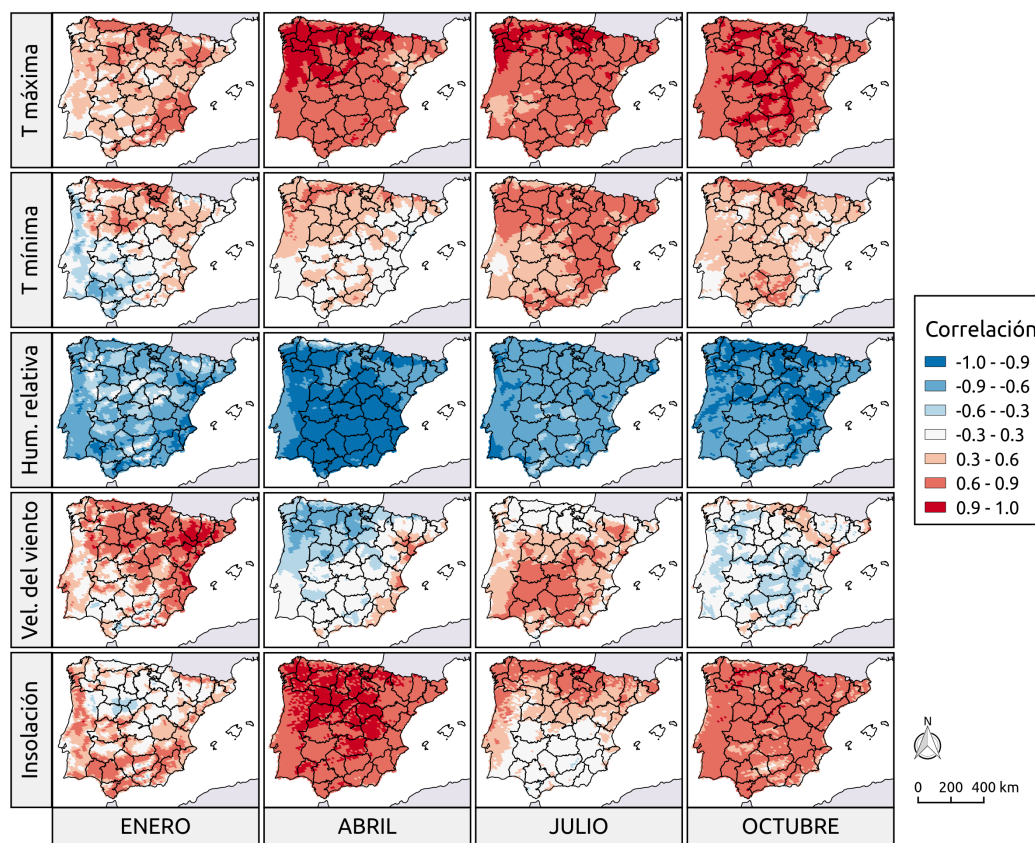 T máxima
T mínima
Hum. relativa
Vel. del viento
Insolación
ENERO
ABRIL
JULIO
OCTUBRE
Correlación
-1.0 - -0.9
-0.9 - -0.6
-0.6 - -0.3
-0.3 - 0.3
0.3 - 0.6
0.6 - 0.9
0.9 - 1.0
N
0 200 400 km